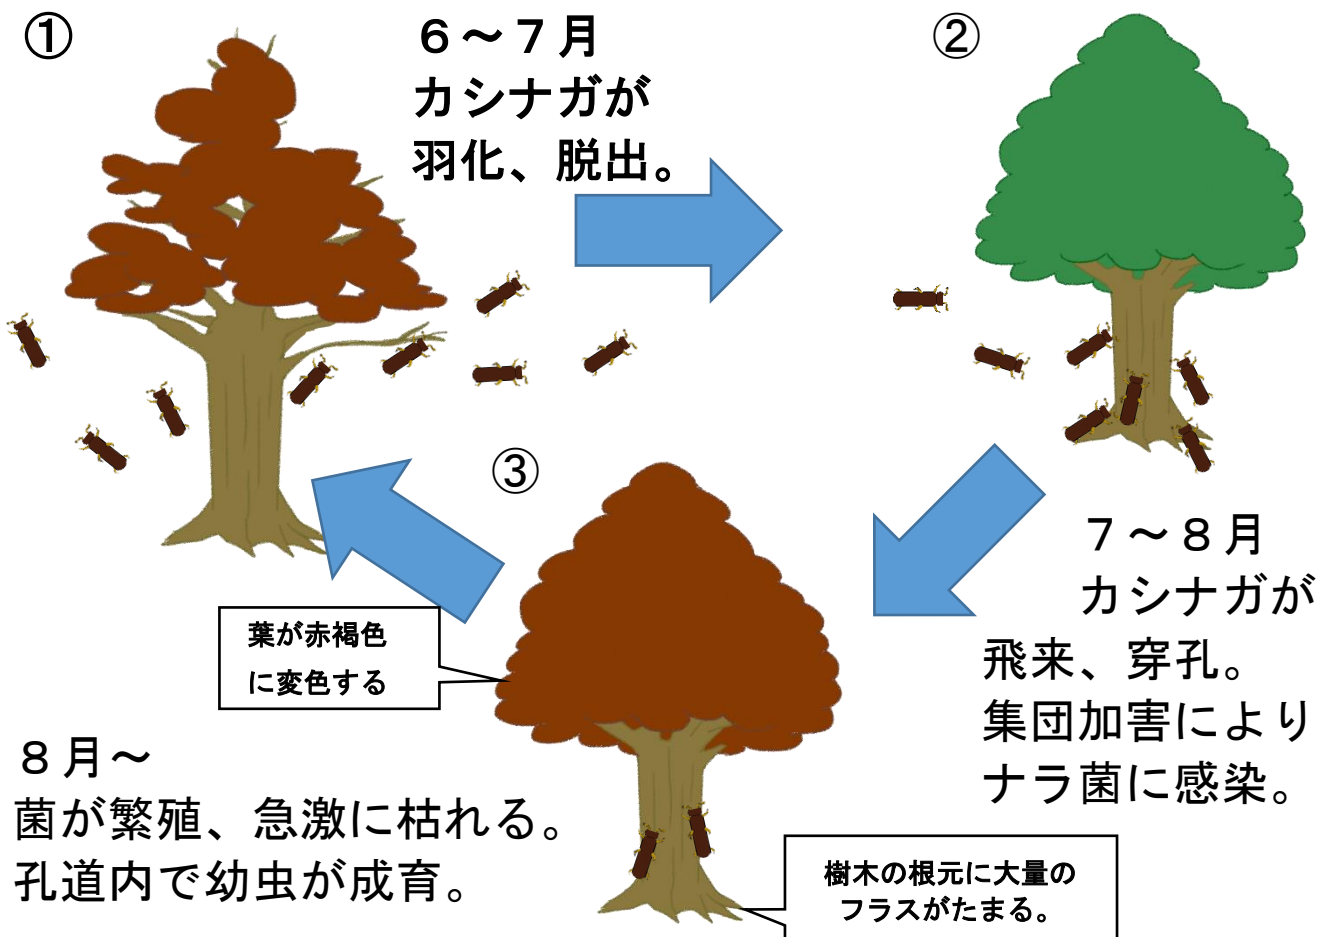 ①
６～７月
カシナガが
羽化、脱出。
②
７～８月
カシナガが
飛来、穿孔。
集団加害により
ナラ菌に感染。
③
葉が赤褐色
に変色する
８月～
菌が繁殖、急激に枯れる。
孔道内で幼虫が成育。
樹木の根元に大量の
フラスがたまる。